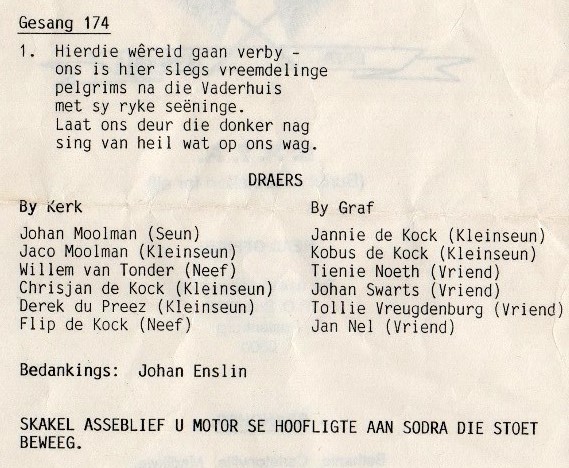 Gesang 174
1. Hierdie wêreld gaan verby -
ons is hier slegs vreemdelinge
pelgrims na die Vaderhuis
met sy ryke seëninge.
Laat ons deur die donker nag
sing van heil wat op ons wag.
DRAERS
By Kerk
Johan Moolman (Seun)
Jaco Moolman (Kleinseun)
Willem van Tonder (Neef)
Chrisjan de Kock (Kleinseun)
Derek du Preez (Kleinseun)
Flip de Kock (Neef)
By Graf
Jannie de Kock (Kleinseun)
Kobus de Kock (Kleinseun)
Tienie Noeth (Vriend)
Johan Swarts (Vriend)
Tollie Vreugdenburg (Vriend)
Jan Nel (Vriend)
Bedankings: Johan Enslin
SKAKEL ASSEBLIEF U MOTOR SE HOOFLIGTE AAN SODRA DIE STOET
BEWEEG.